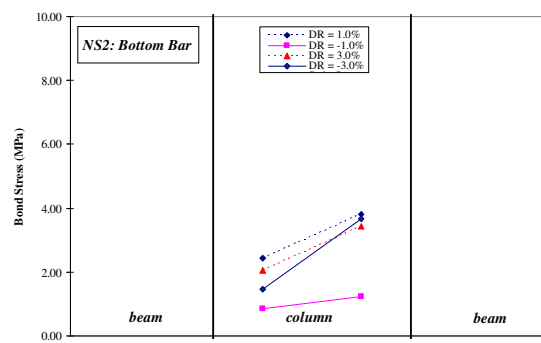 10.00
NS2: Bottom Bar
DR = 1.0%
DR = -1.0%
DR = 3.0%
DR = -3.0%
8.00
6.00
4.00
2.00
0.00
Bond Stress (MPa)
beam
column
beam